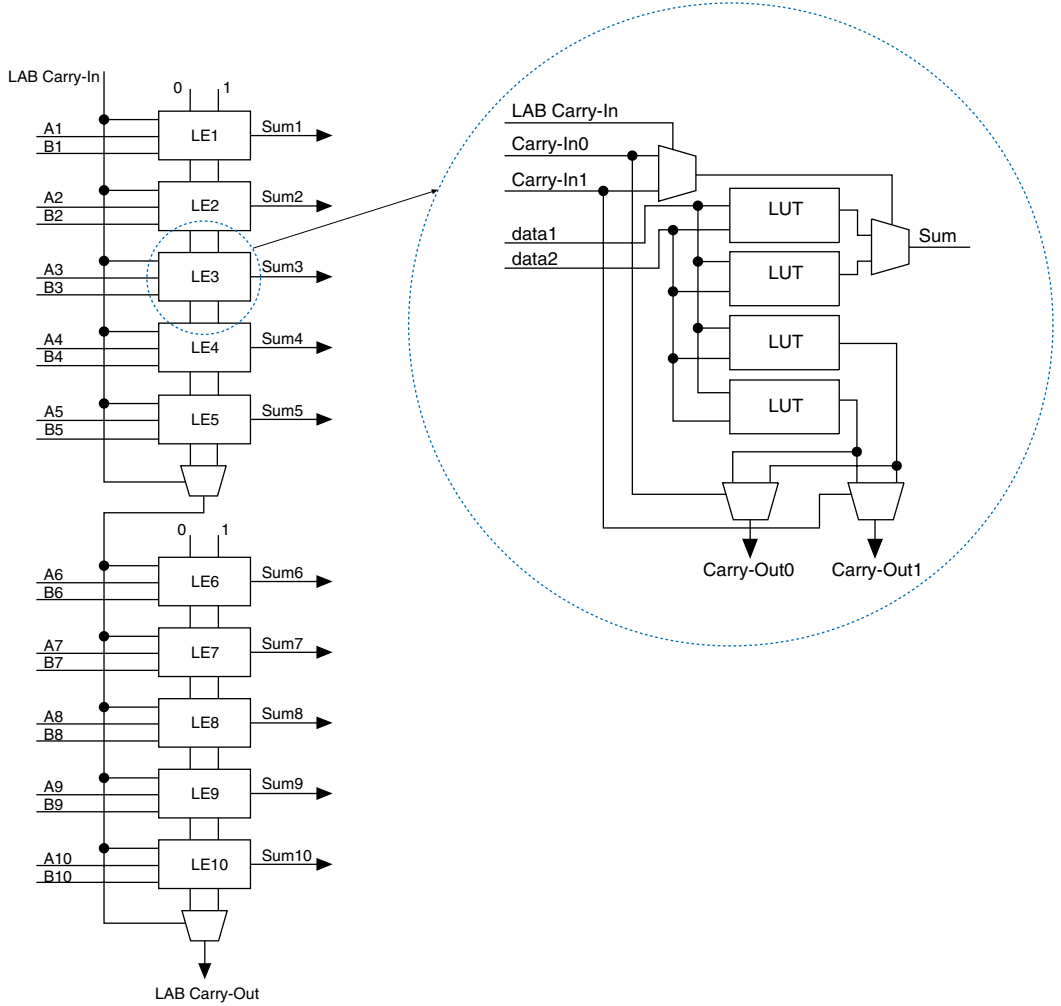 LAB Carry-In
0 1
LE1
A1
B1
Sum1
LE2
A2
B2
Sum2
LE3
A3
B3
Sum3
LE4
A4
B4
Sum4
LE5
A5
B5
Sum5
0 1
LE6
A6
B6
Sum6
LE7
A7
B7
Sum7
LE8
A8
B8
Sum8
LE9
A9
B9
Sum9
LE10
A10
B10
Sum10
LAB Carry-Out
LAB Carry-In
Carry-In0
Carry-In1
data1
data2
LUT
LUT
LUT
LUT
Sum
Carry-Out0
Carry-Out1